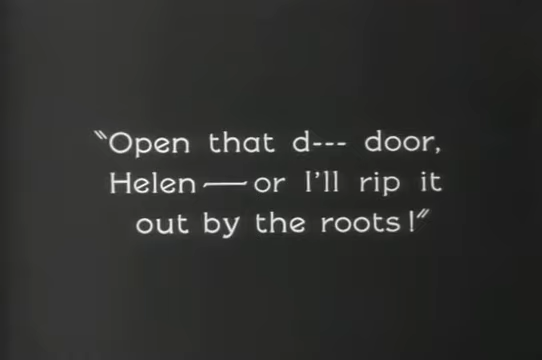 "Open that d--- door,
Helen — or I'll rip it
out by the roots!"